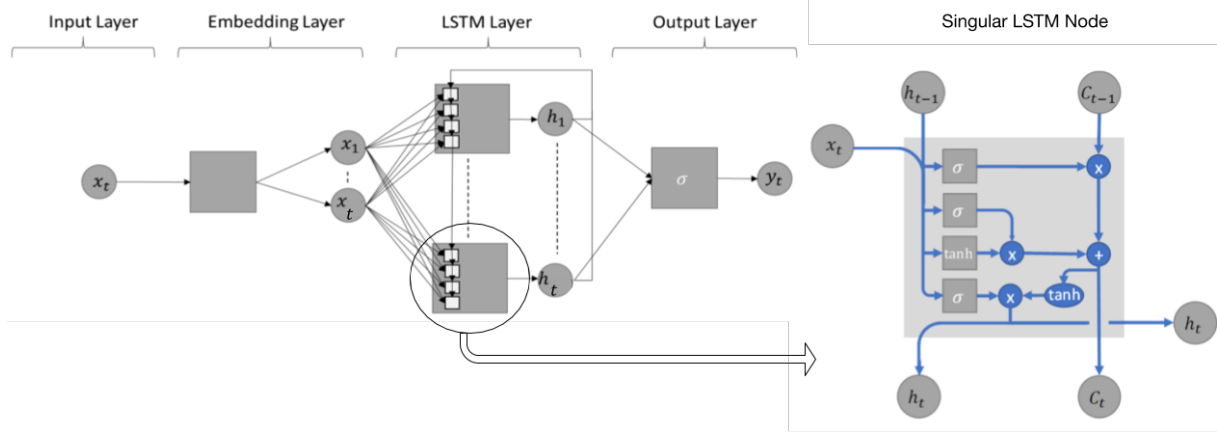 Input Layer
Embedding Layer
LSTM Layer
Output Layer
Singular LSTM Node
x_t
x_1
x_t
h_1
h_t
σ
y_t
h_{t-1}
C_{t-1}
x_t
σ
x
σ
tanh
x
+
σ
x
tanh
h_t
h_t
C_t